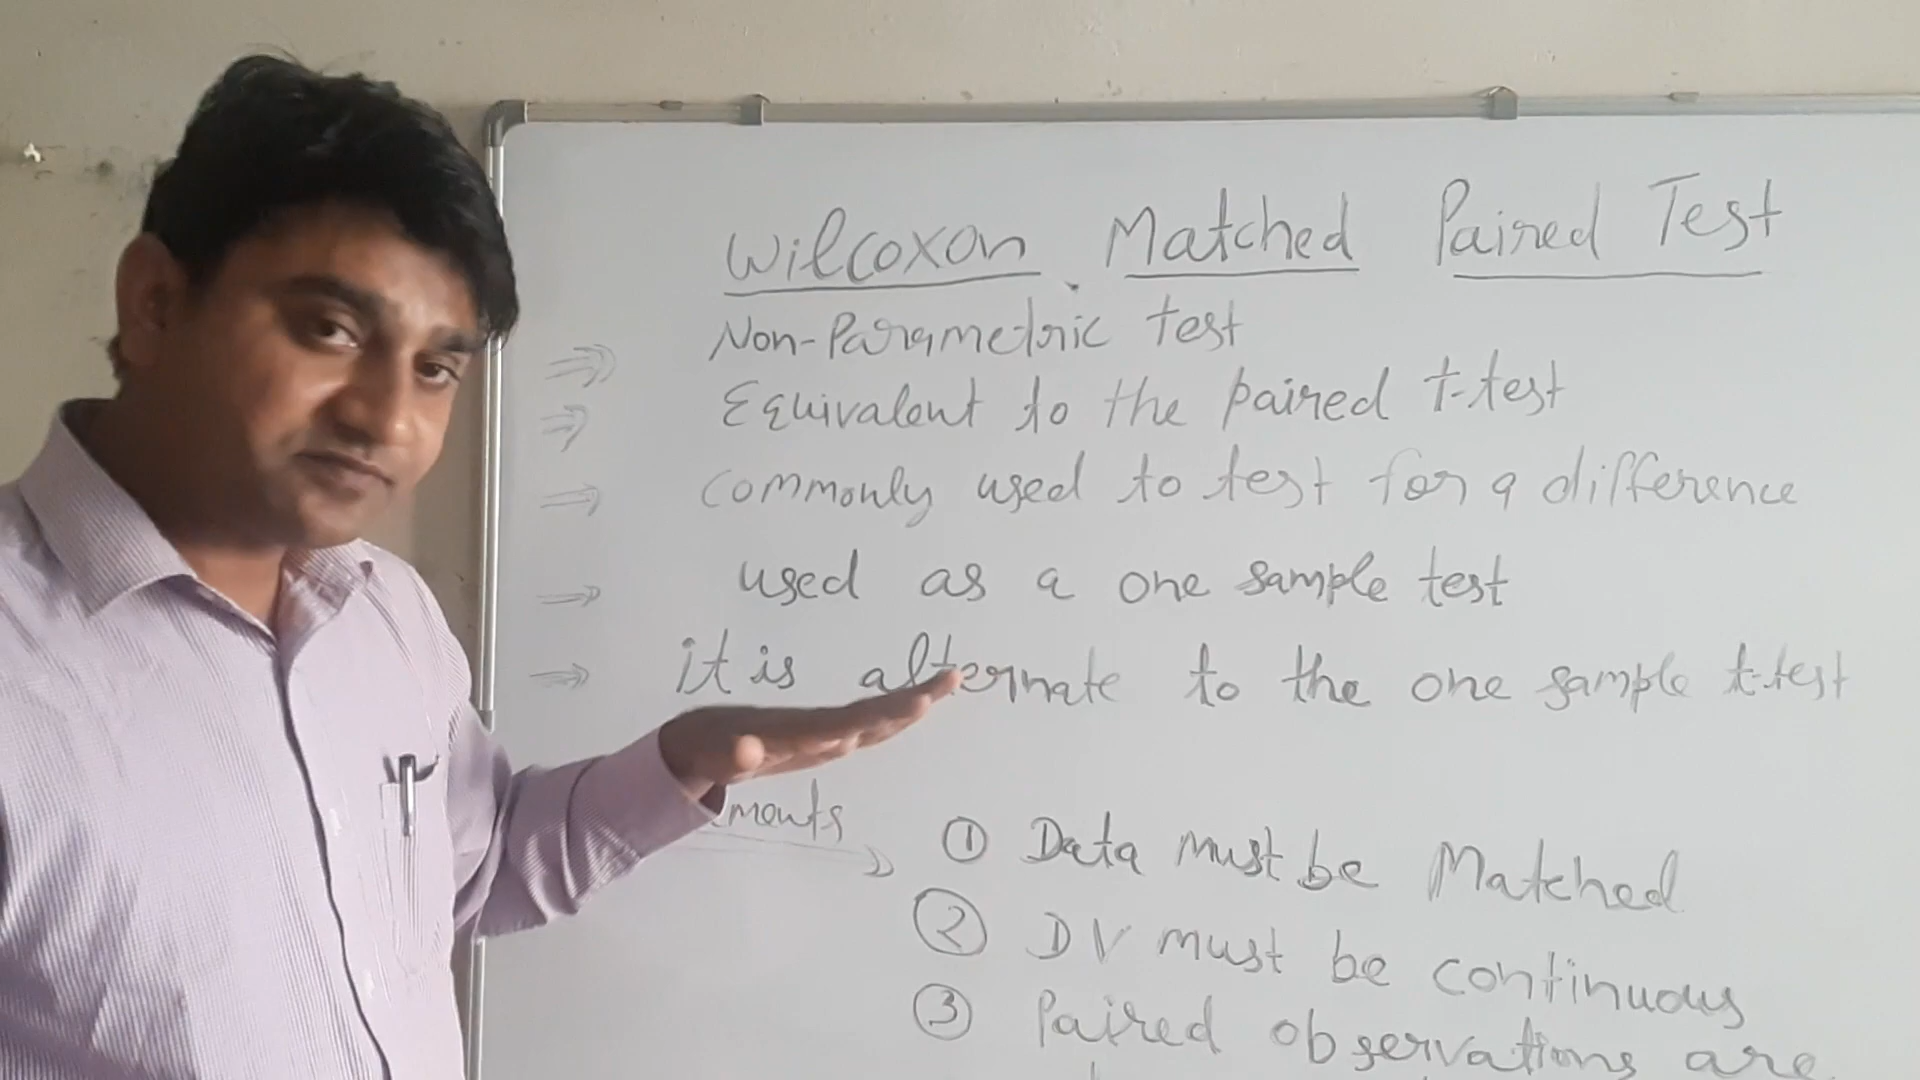 Wilcoxon Matched Paired Test
Non-Parametric test
Equivalent to the paired t-test
commonly used to test for a difference
used as a one sample test
it is alternate to the one sample t-test
ments
① Data must be Matched
② DV must be continuous
③ Paired observations are